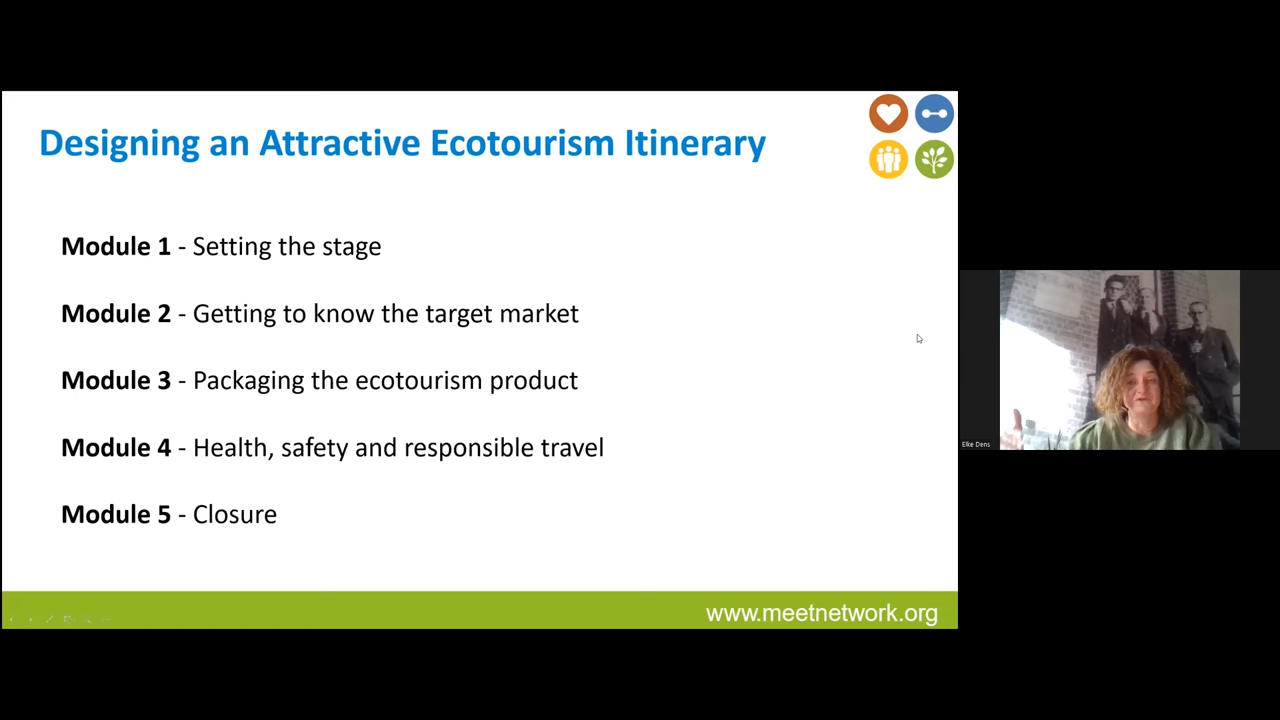 Designing an Attractive Ecotourism Itinerary
Module 1 - Setting the stage
Module 2 - Getting to know the target market
Module 3 - Packaging the ecotourism product
Module 4 - Health, safety and responsible travel
Module 5 - Closure
www.meetnetwork.org
Elke Dens